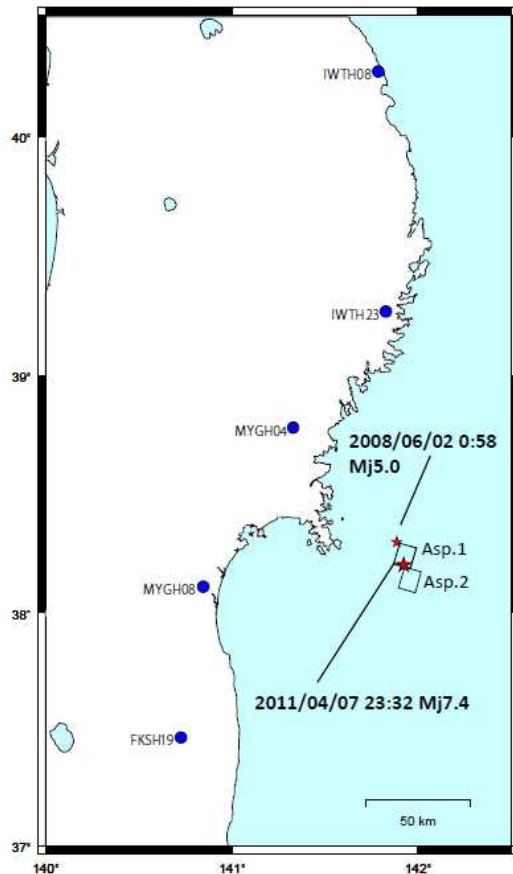 IWTH08
40°
IWTH23
39°
MYGH04
2008/06/02 0:58
Mj5.0
Asp.1
Asp.2
MYGH08
38°
2011/04/07 23:32 Mj7.4
FKSH19
50 km
37°
140°
141°
142°